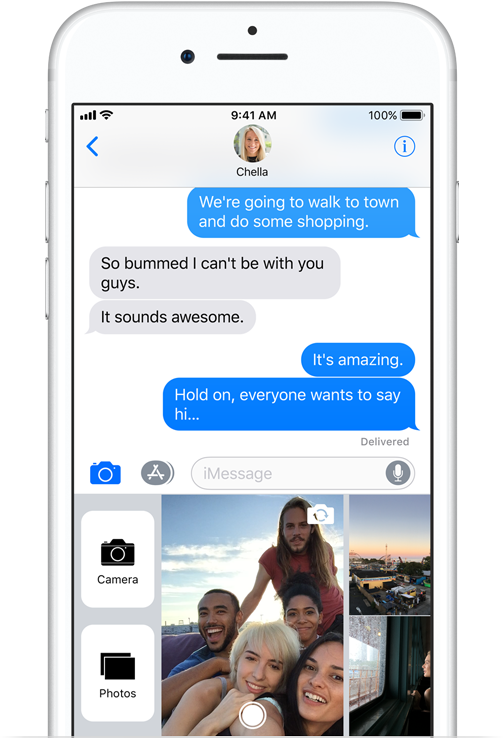 9:41 AM
100%
Chella
We're going to walk to town
and do some shopping.
So bummed I can't be with you
guys.
It sounds awesome.
It's amazing.
Hold on, everyone wants to say
hi...
Delivered
iMessage
Camera
Photos